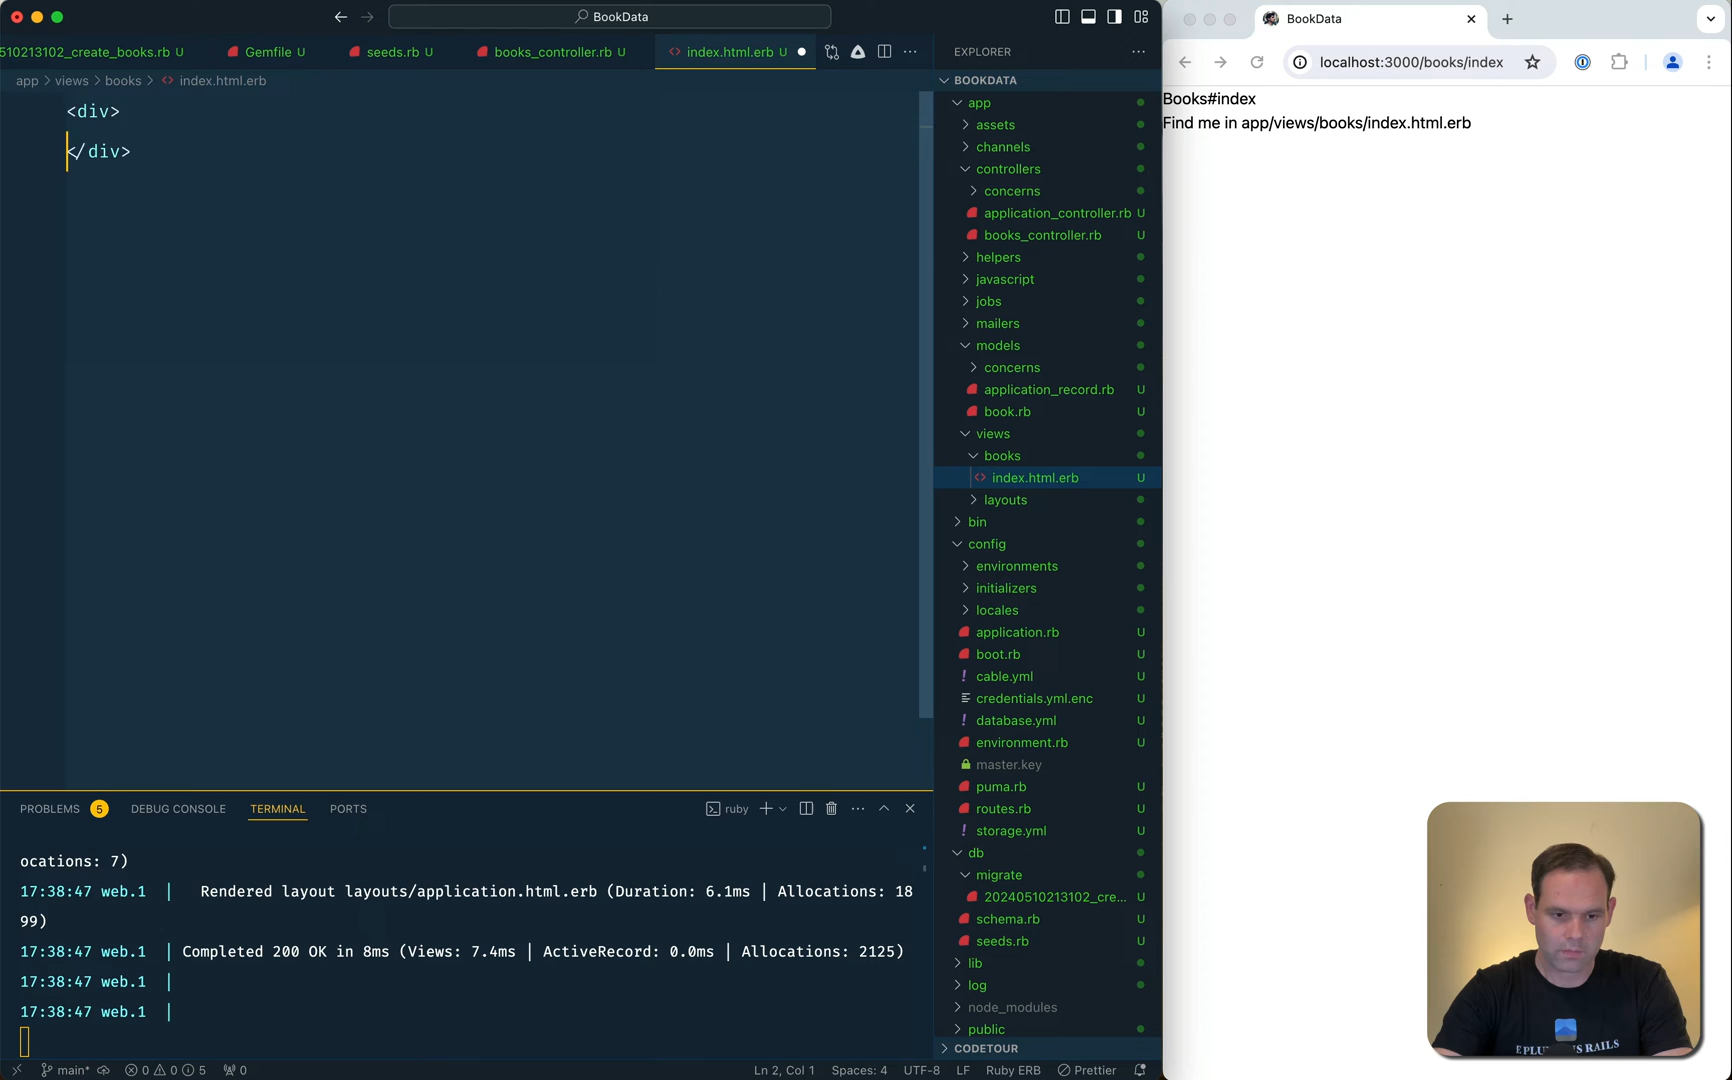 BookData
510213102_create_books.rb U
Gemfile U
seeds.rb U
books_controller.rb U
index.html.erb U
app > views > books > index.html.erb
<div>
</div>
PROBLEMS 5 DEBUG CONSOLE TERMINAL PORTS
ruby
ocations: 7)
17:38:47 web.1 | Rendered layout layouts/application.html.erb (Duration: 6.1ms | Allocations: 18
99)
17:38:47 web.1 | Completed 200 OK in 8ms (Views: 7.4ms | ActiveRecord: 0.0ms | Allocations: 2125)
17:38:47 web.1 |
17:38:47 web.1 |
main* 0 0 5 0 Ln 2, Col 1 Spaces: 4 UTF-8 LF Ruby ERB Prettier
EXPLORER
BOOKDATA
app
assets
channels
controllers
concerns
application_controller.rb U
books_controller.rb U
helpers
javascript
jobs
mailers
models
concerns
application_record.rb U
book.rb U
views
books
index.html.erb U
layouts
bin
config
environments
initializers
locales
application.rb U
boot.rb U
cable.yml U
credentials.yml.enc U
database.yml U
environment.rb U
master.key
puma.rb U
routes.rb U
storage.yml U
db
migrate
20240510213102_cre... U
schema.rb U
seeds.rb U
lib
log
node_modules
public
CODETOUR
BookData
localhost:3000/books/index
Books#index
Find me in app/views/books/index.html.erb